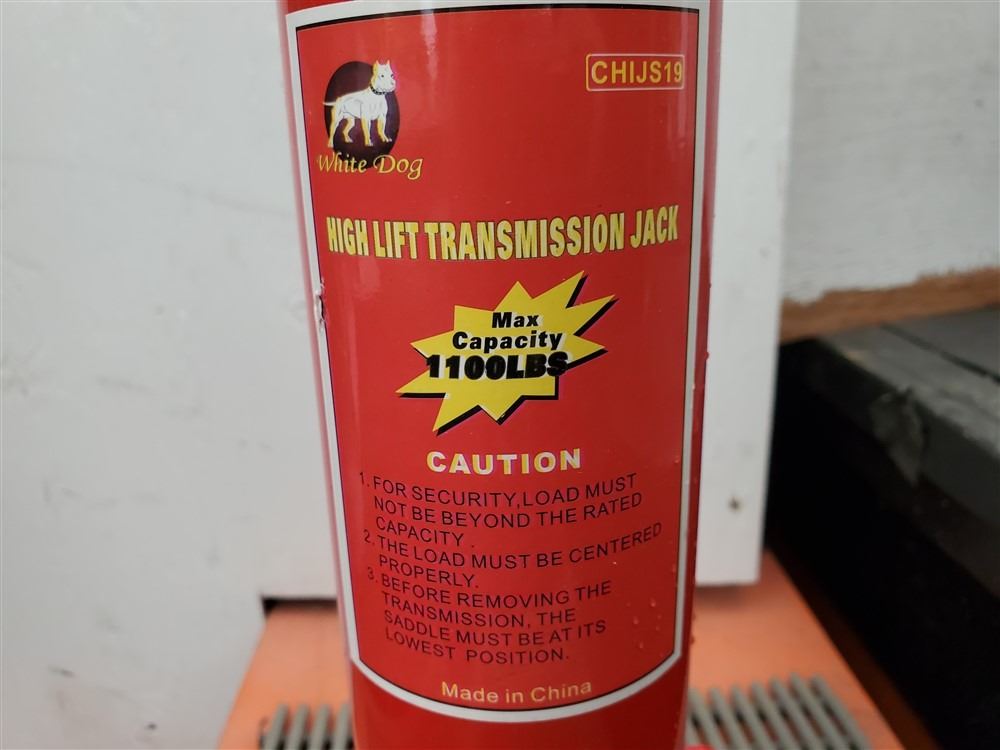 CHIJS19
White Dog
HIGH LIFT TRANSMISSION JACK
Max
Capacity
1100LBS
CAUTION
1. FOR SECURITY,LOAD MUST
NOT BE BEYOND THE RATED
CAPACITY .
2. THE LOAD MUST BE CENTERED
PROPERLY.
3. BEFORE REMOVING THE
TRANSMISSION, THE
SADDLE MUST BE AT ITS
LOWEST POSITION.
Made in China